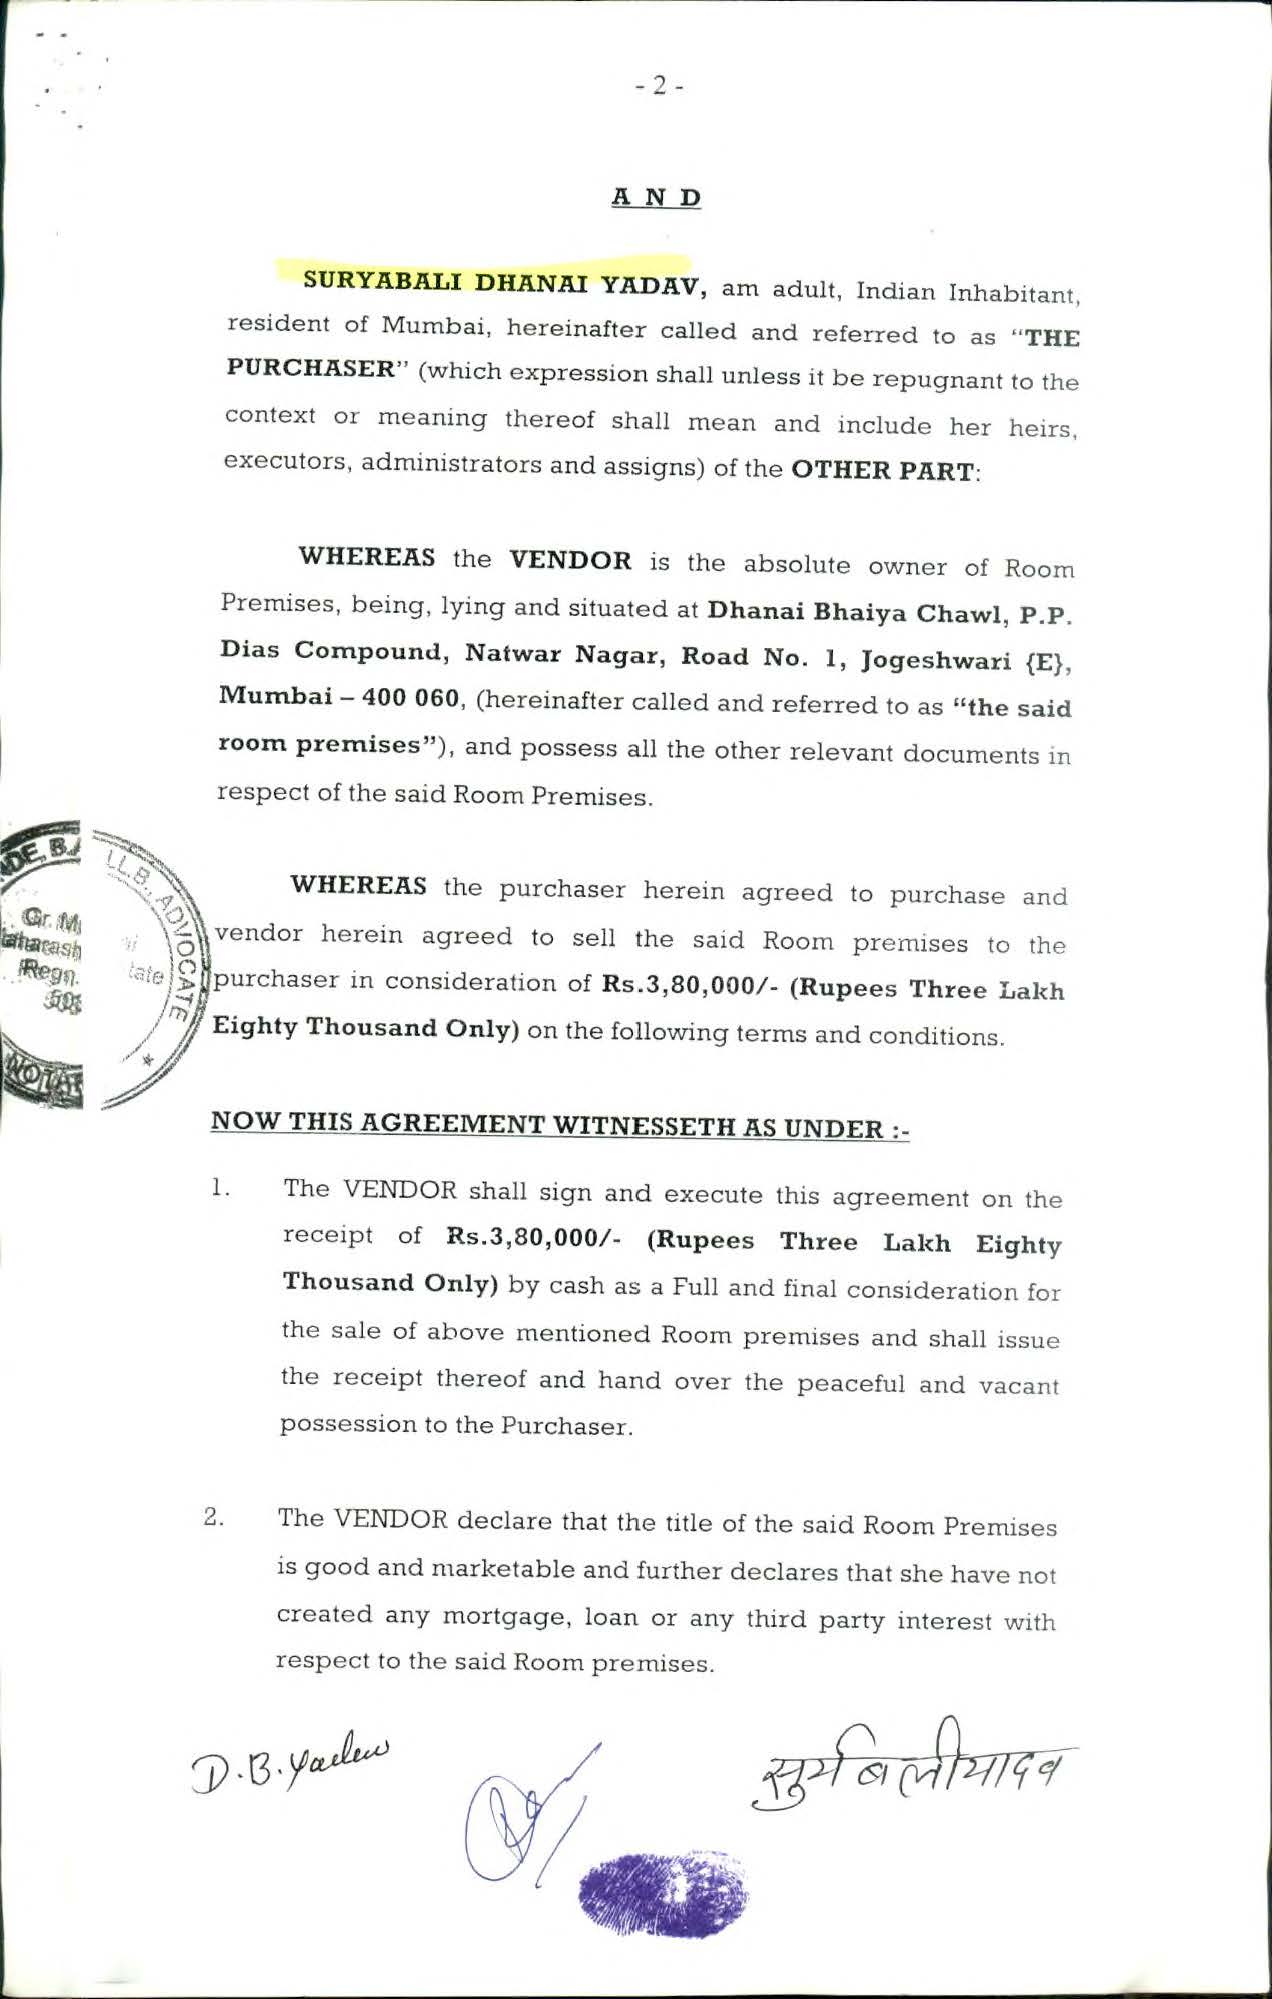 - 2 -
A N D
SURYABALI DHANAI YADAV, am adult, Indian Inhabitant,
resident of Mumbai, hereinafter called and referred to as “THE
PURCHASER” (which expression shall unless it be repugnant to the
context or meaning thereof shall mean and include her heirs,
executors, administrators and assigns) of the OTHER PART:
WHEREAS the VENDOR is the absolute owner of Room
Premises, being, lying and situated at Dhanai Bhaiya Chawl, P.P.
Dias Compound, Natwar Nagar, Road No. 1, Jogeshwari {E},
Mumbai – 400 060, (hereinafter called and referred to as “the said
room premises”), and possess all the other relevant documents in
respect of the said Room Premises.
WHEREAS the purchaser herein agreed to purchase and
vendor herein agreed to sell the said Room premises to the
purchaser in consideration of Rs.3,80,000/- (Rupees Three Lakh
Eighty Thousand Only) on the following terms and conditions.
LL.B., ADVOCATE
Gr.
Regn.
NOW THIS AGREEMENT WITNESSETH AS UNDER :-
1. The VENDOR shall sign and execute this agreement on the
receipt of Rs.3,80,000/- (Rupees Three Lakh Eighty
Thousand Only) by cash as a Full and final consideration for
the sale of above mentioned Room premises and shall issue
the receipt thereof and hand over the peaceful and vacant
possession to the Purchaser.
2. The VENDOR declare that the title of the said Room Premises
is good and marketable and further declares that she have not
created any mortgage, loan or any third party interest with
respect to the said Room premises.
D.B. Yadav
सुर्य बली यादव